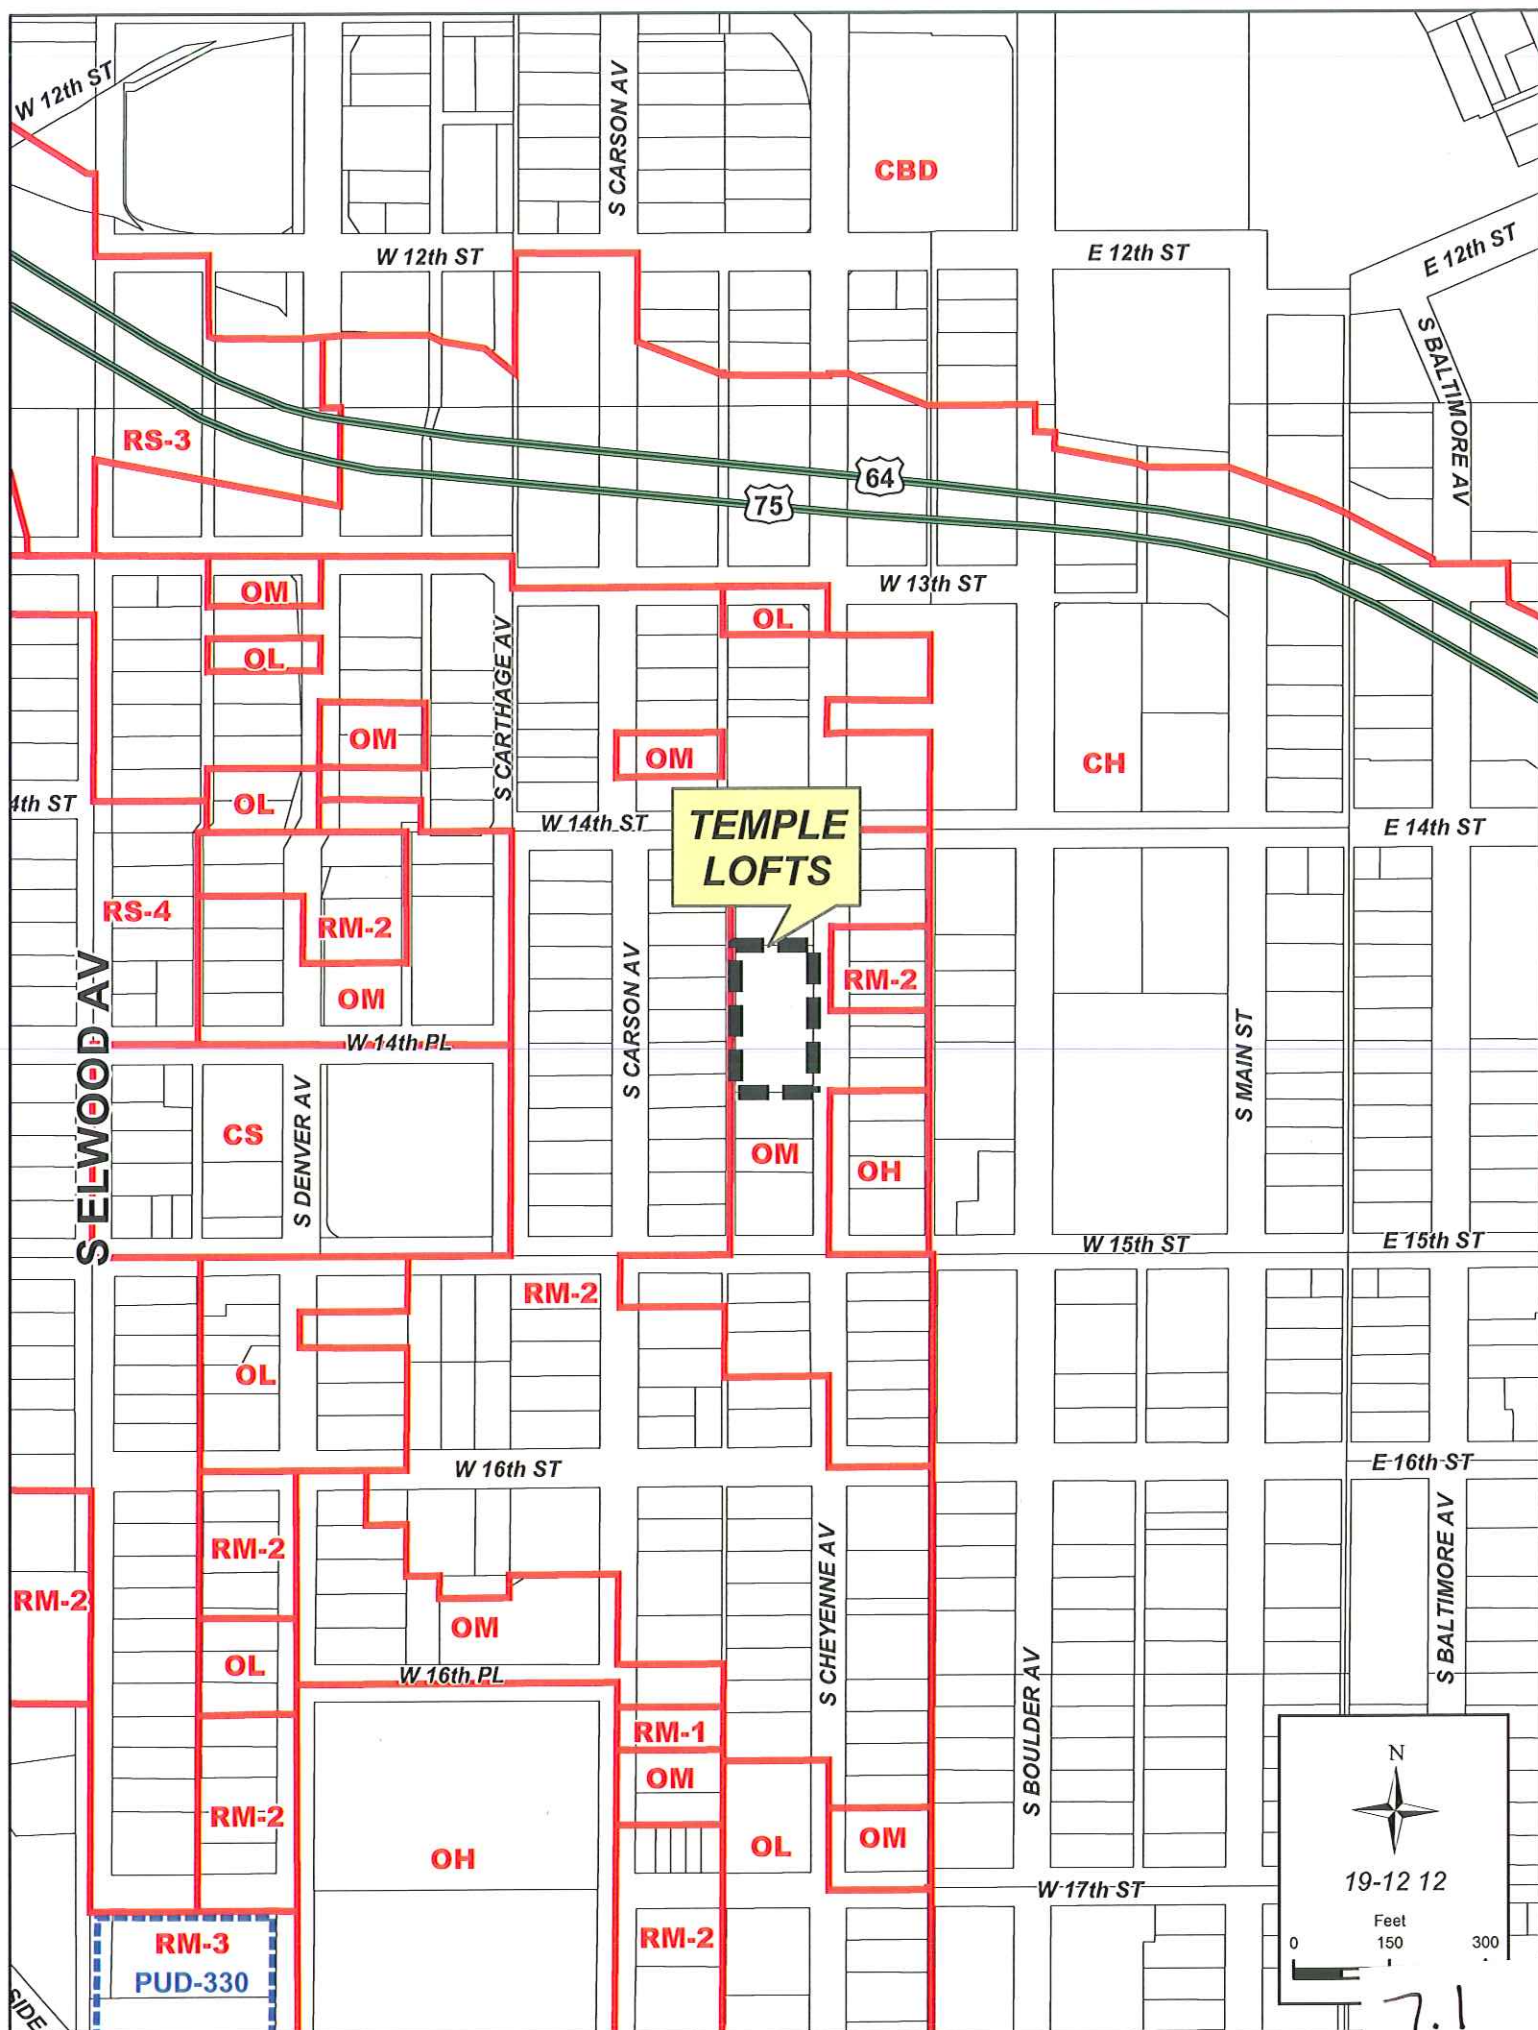 W 12th ST
S CARSON AV
CBD
W 12th ST
E 12th ST
E 12th ST
S BALTIMORE AV
RS-3
64
75
W 13th ST
OM
OL
OL
S CARTHAGE AV
OM
OM
CH
OL
4th ST
W 14th ST
TEMPLE
LOFTS
E 14th ST
RS-4
RM-2
RM-2
OM
S CARSON AV
W 14th PL
S ELWOOD AV
S DENVER AV
CS
S MAIN ST
OM
OH
W 15th ST
E 15th ST
RM-2
OL
W 16th ST
E 16th ST
RM-2
RM-2
OM
S CHEYENNE AV
S BALTIMORE AV
OL
W 16th PL
RM-1
S BOULDER AV
OM
RM-2
OL
OM
OH
N
19-12 12
W 17th ST
Feet
0 150 300
RM-3
RM-2
PUD-330
SIDE
7.1